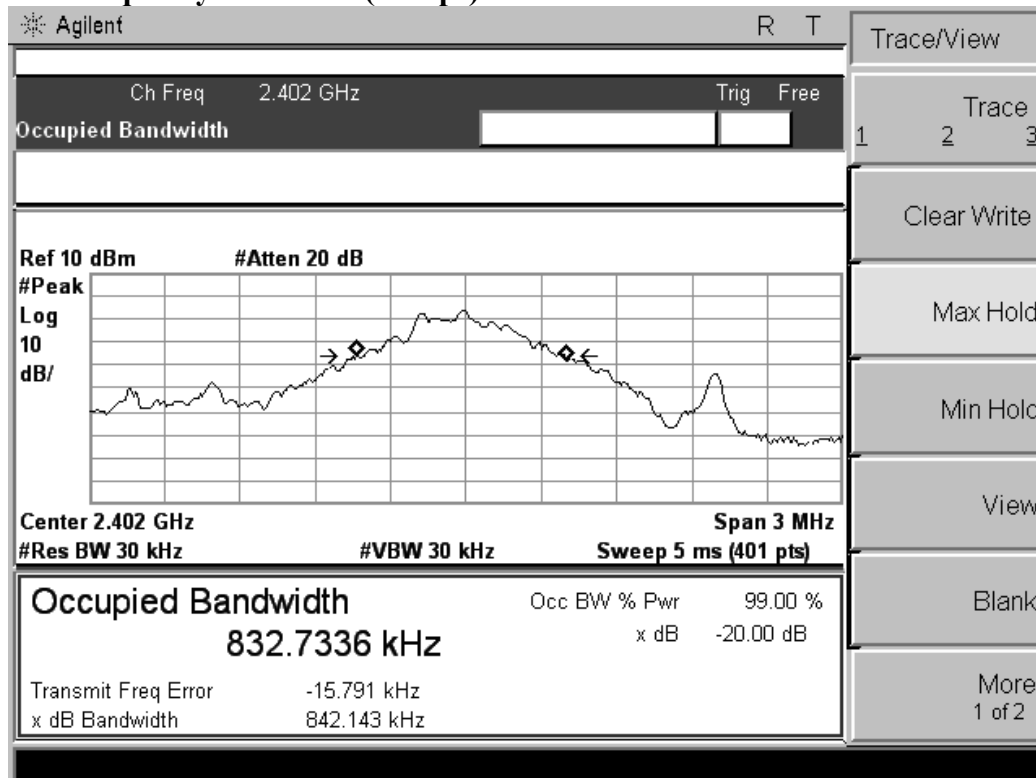 Agilent R T
Trace/View
Ch Freq 2.402 GHz Trig Free
Occupied Bandwidth
Trace
1 2 3
Clear Write
Ref 10 dBm #Atten 20 dB
#Peak
Log
10
dB/
Max Hold
Min Hold
View
Center 2.402 GHz Span 3 MHz
#Res BW 30 kHz #VBW 30 kHz Sweep 5 ms (401 pts)
Occupied Bandwidth
832.7336 kHz
Occ BW % Pwr 99.00 %
x dB -20.00 dB
Transmit Freq Error -15.791 kHz
x dB Bandwidth 842.143 kHz
Blank
More
1 of 2